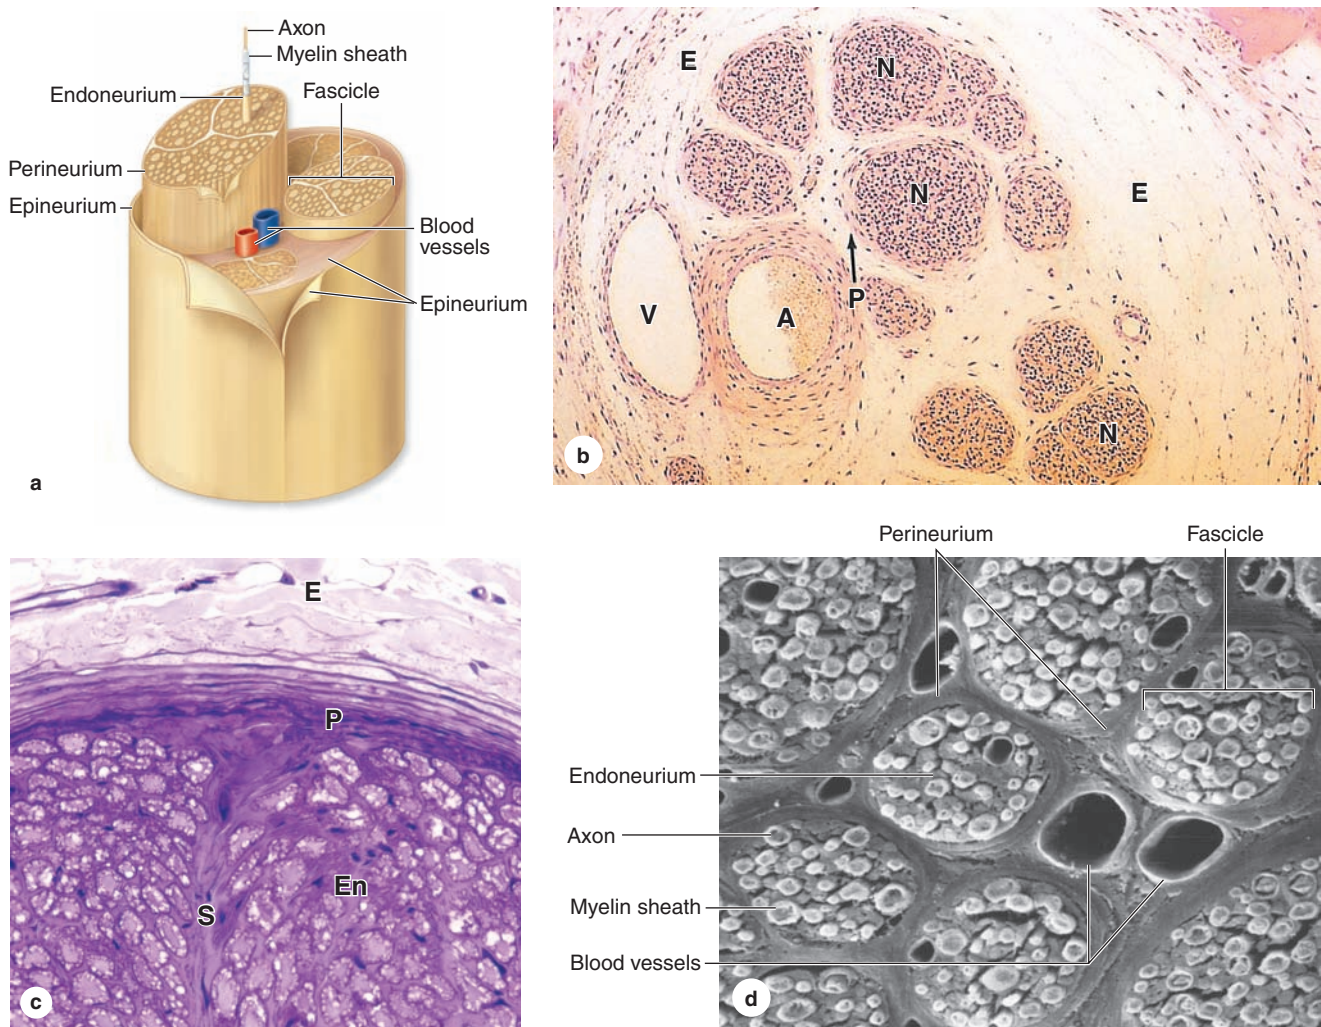 Axon
Myelin sheath
Endoneurium
Fascicle
Perineurium
Epineurium
Blood
vessels
Epineurium
a
E
N
N
E
P
V
A
N
b
E
P
En
S
c
Perineurium
Fascicle
Endoneurium
Axon
Myelin sheath
Blood vessels
d